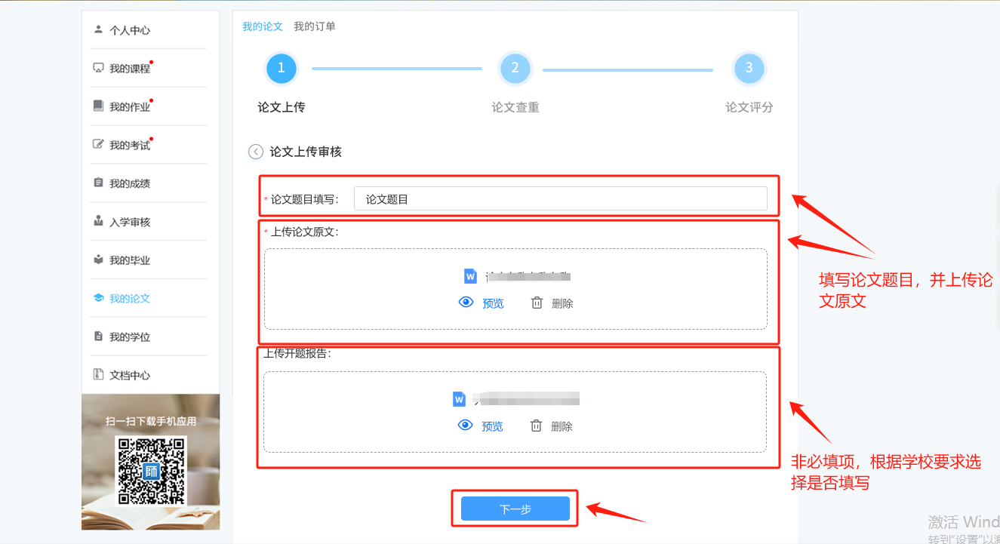 个人中心
我的课程
我的作业
我的考试
我的成绩
入学审核
我的毕业
我的论文
我的学位
文档中心
扫一扫下载手机应用
師
我的论文 我的订单
1 2 3
论文上传 论文查重 论文评分
论文上传审核
* 论文题目填写： 论文题目
* 上传论文原文：
W
预览 删除
上传开题报告：
W
预览 删除
下一步
填写论文题目，并上传论
文原文
非必填项，根据学校要求选
择是否填写
激活 Wind
转到"设置"以激